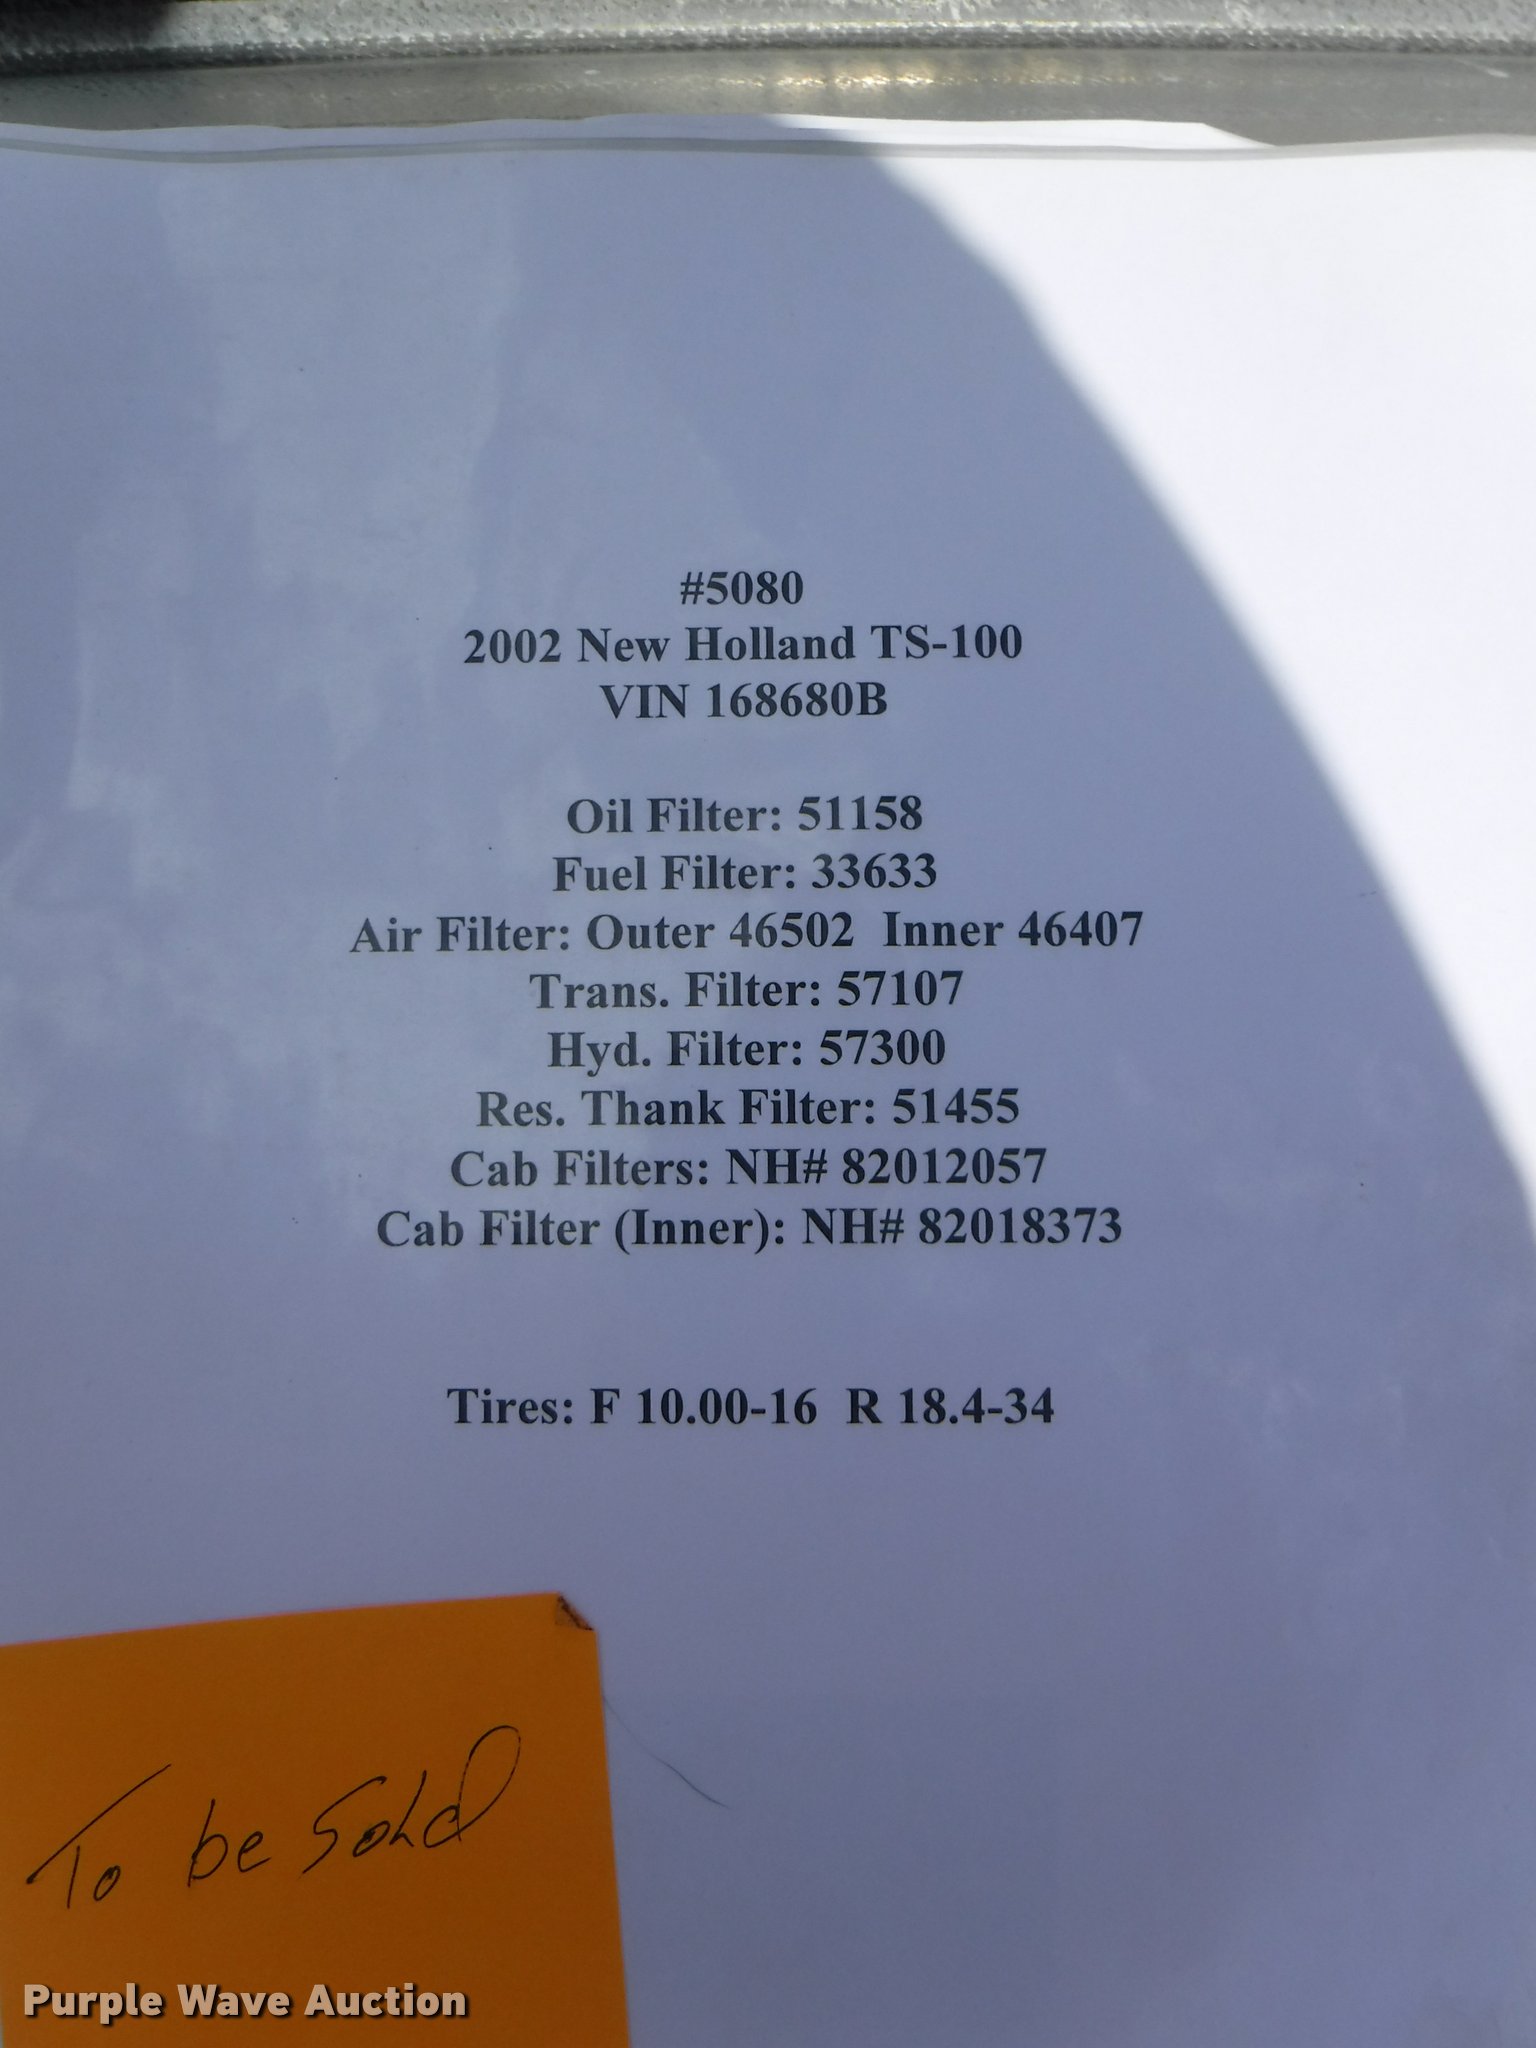 #5080
2002 New Holland TS-100
VIN 168680B
Oil Filter: 51158
Fuel Filter: 33633
Air Filter: Outer 46502 Inner 46407
Trans. Filter: 57107
Hyd. Filter: 57300
Res. Thank Filter: 51455
Cab Filters: NH# 82012057
Cab Filter (Inner): NH# 82018373
Tires: F 10.00-16 R 18.4-34
To be Sold
Purple Wave Auction